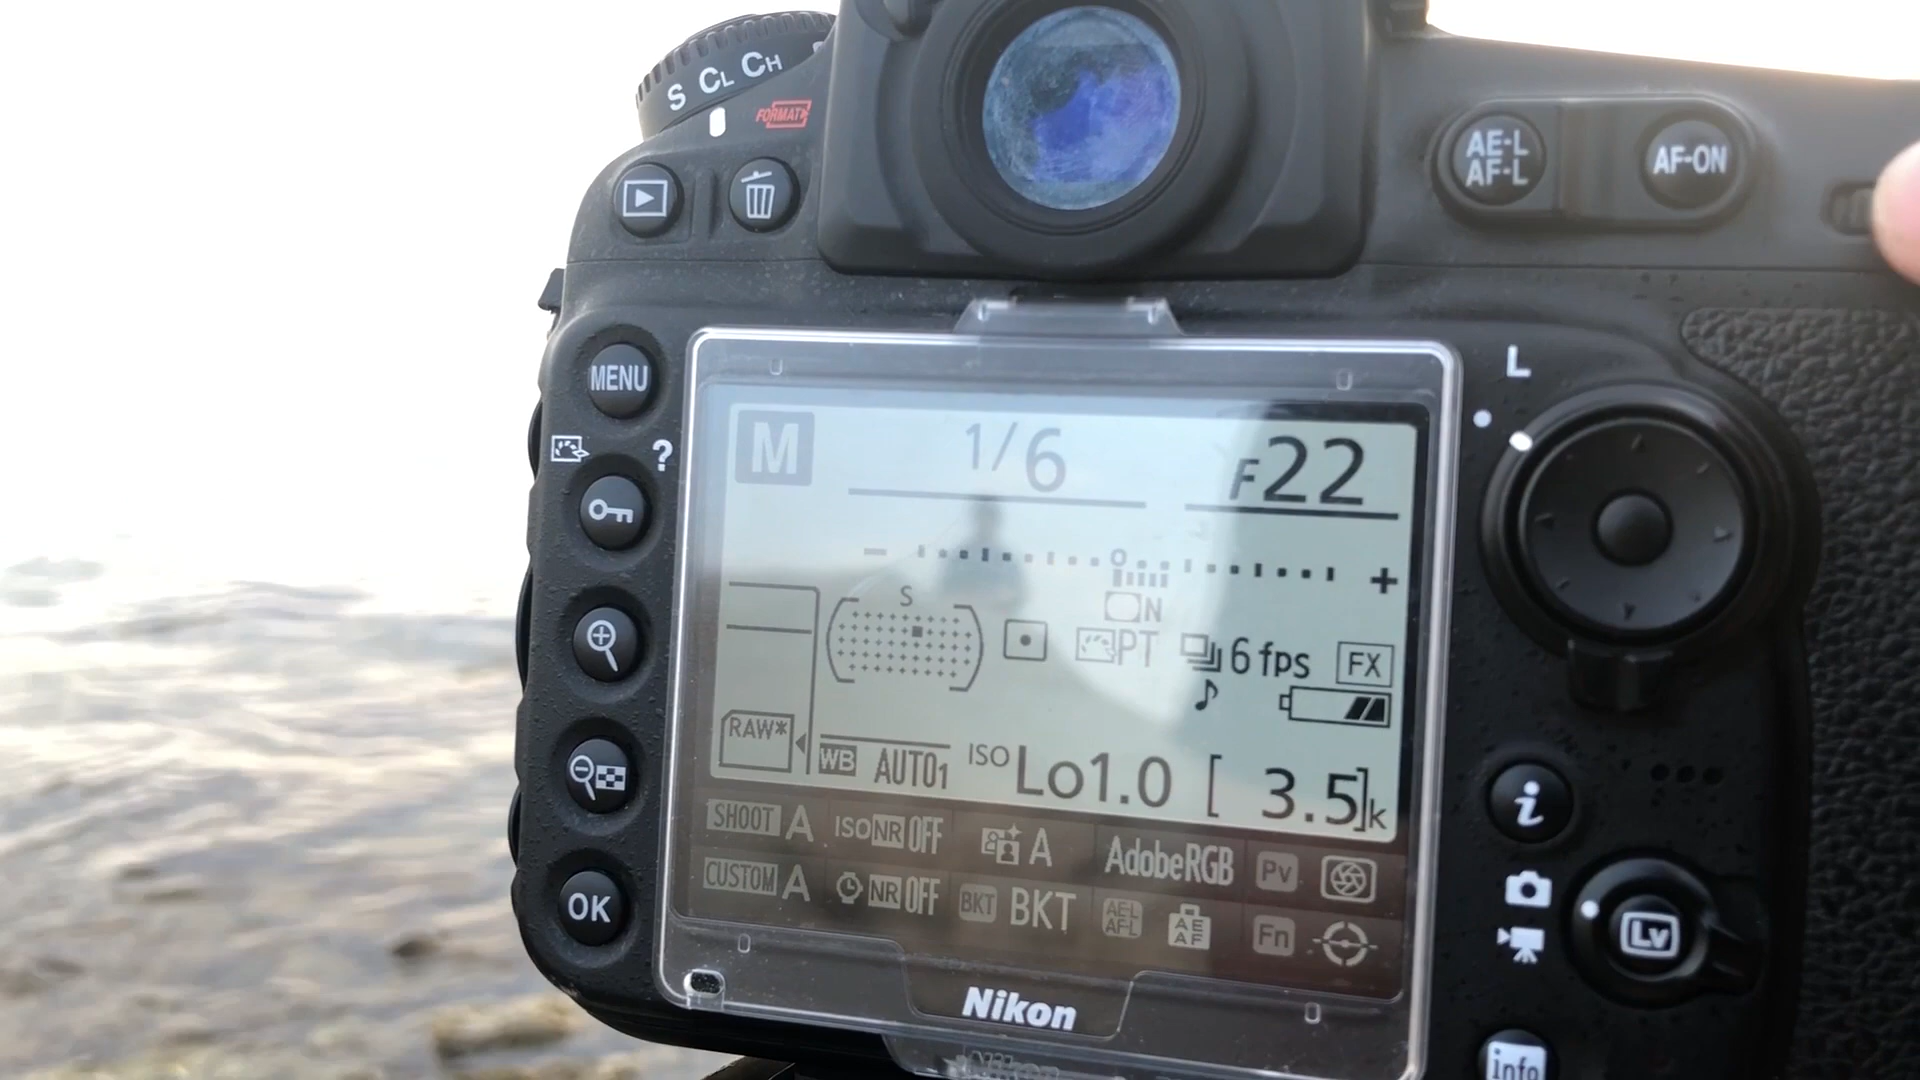 S CL CH
FORMAT
AE-L
AF-L
AF-ON
MENU
L
?
M 1/6 F22
- 0 +
S
N
PT 6 fps FX
RAW*
WB AUTO1 ISO Lo1.0 [ 3.5]k
SHOOT A ISO NR OFF A AdobeRGB Pv
CUSTOM A NR OFF BKT BKT AE-L AF-L AE AF Fn
OK
i
Lv
Nikon
Nikon
info